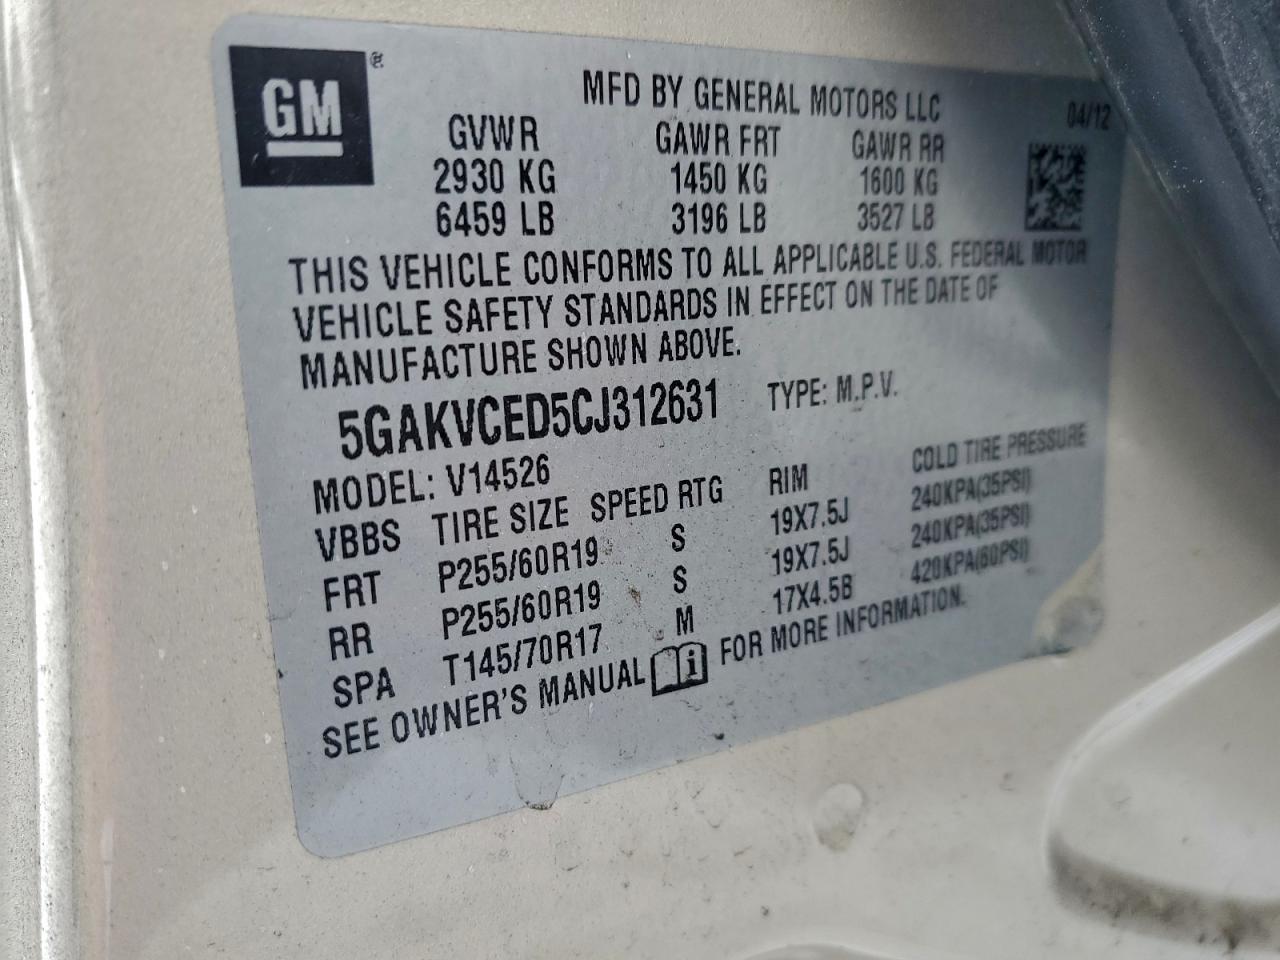 GM ®
MFD BY GENERAL MOTORS LLC
04/12
GVWR GAWR FRT GAWR RR
2930 KG 1450 KG 1600 KG
6459 LB 3196 LB 3527 LB
THIS VEHICLE CONFORMS TO ALL APPLICABLE U.S. FEDERAL MOTOR
VEHICLE SAFETY STANDARDS IN EFFECT ON THE DATE OF
MANUFACTURE SHOWN ABOVE.
5GAKVCED5CJ312631 TYPE: M.P.V.
MODEL: V14526
VBBS TIRE SIZE SPEED RTG RIM COLD TIRE PRESSURE
FRT P255/60R19 S 19X7.5J 240KPA(35PSI)
RR P255/60R19 S 19X7.5J 240KPA(35PSI)
SPA T145/70R17 M 17X4.5B 420KPA(60PSI)
SEE OWNER'S MANUAL i FOR MORE INFORMATION.